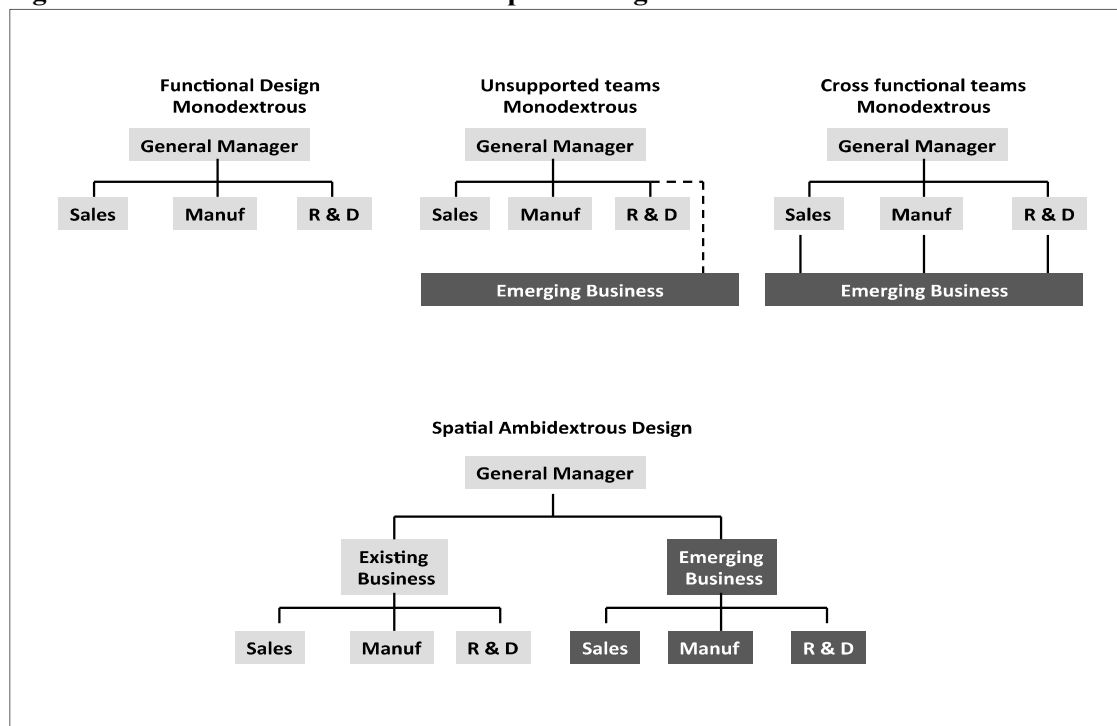 Functional Design
Monodextrous
General Manager
Sales
Manuf
R & D
Unsupported teams
Monodextrous
General Manager
Sales
Manuf
R & D
Emerging Business
Cross functional teams
Monodextrous
General Manager
Sales
Manuf
R & D
Emerging Business
Spatial Ambidextrous Design
General Manager
Existing
Business
Sales
Manuf
R & D
Emerging
Business
Sales
Manuf
R & D